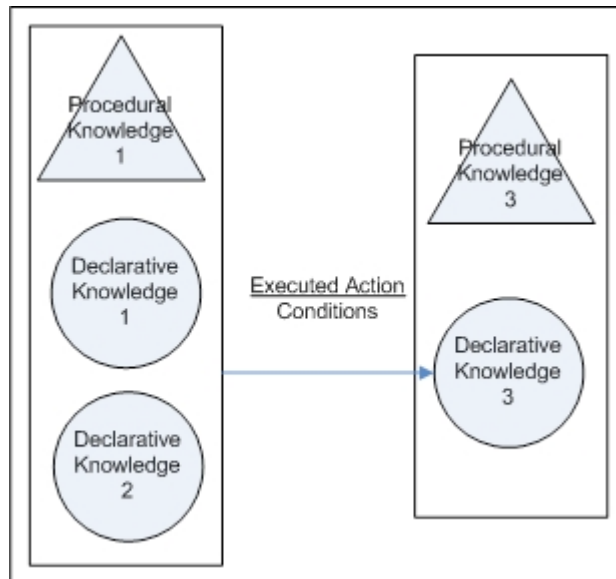 Procedural
Knowledge
1
Declarative
Knowledge
1
Declarative
Knowledge
2
Executed Action
Conditions
Procedural
Knowledge
3
Declarative
Knowledge
3